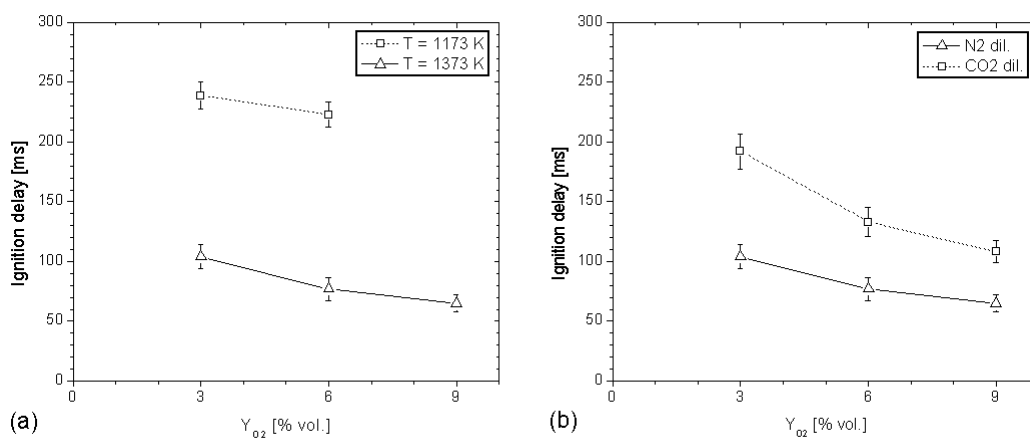 300
250
200
150
100
50
0
Ignition delay [ms]
T = 1173 K
T = 1373 K
0
3
6
9
Y O2 [% vol.]
(a)
300
250
200
150
100
50
0
Ignition delay [ms]
N2 dil.
CO2 dil.
0
3
6
9
Y O2 [% vol.]
(b)